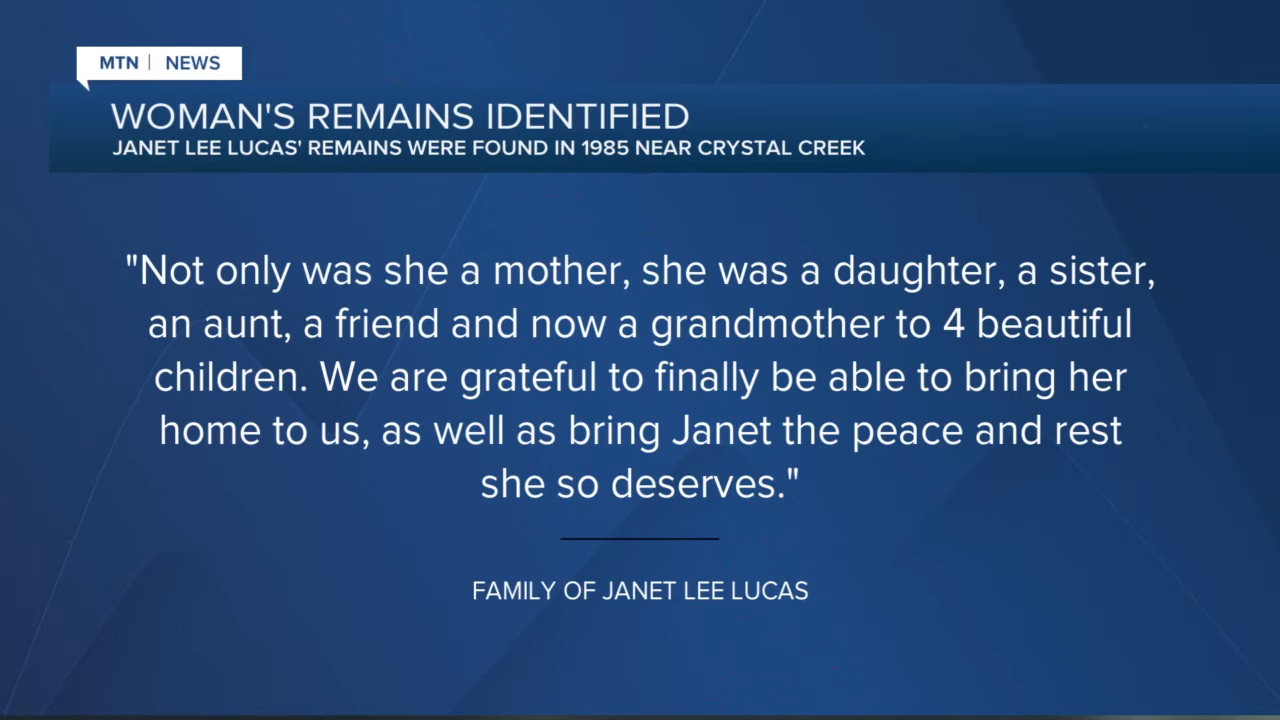 MTN | NEWS
WOMAN'S REMAINS IDENTIFIED
JANET LEE LUCAS' REMAINS WERE FOUND IN 1985 NEAR CRYSTAL CREEK
"Not only was she a mother, she was a daughter, a sister,
an aunt, a friend and now a grandmother to 4 beautiful
children. We are grateful to finally be able to bring her
home to us, as well as bring Janet the peace and rest
she so deserves."
FAMILY OF JANET LEE LUCAS